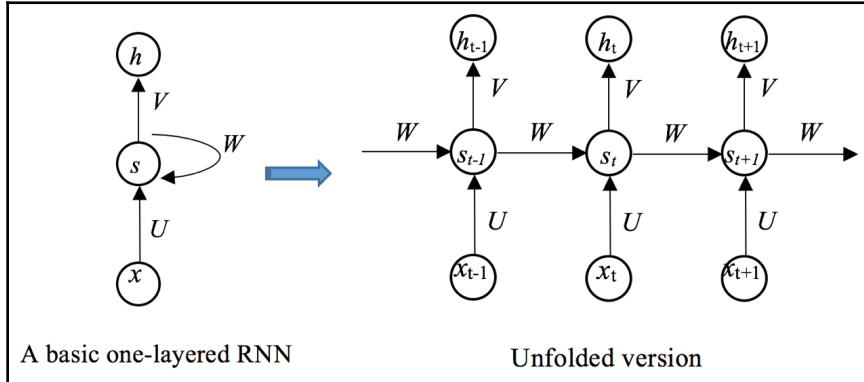 h
V
W
s
U
x
A basic one-layered RNN
h_{t-1} h_t h_{t+1}
V V V
W W W W
s_{t-1} s_t s_{t+1}
U U U
x_{t-1} x_t x_{t+1}
Unfolded version